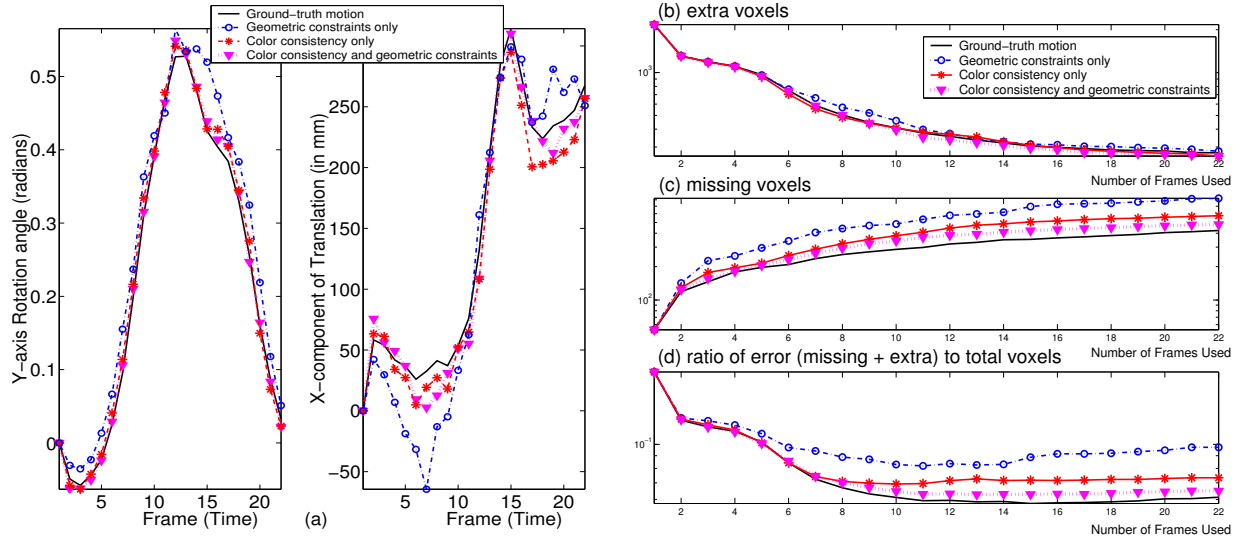 Ground-truth motion
Geometric constraints only
Color consistency only
Color consistency and geometric constraints
Y-axis Rotation angle (radians)
0.5
0.4
0.3
0.2
0.1
0
5 10 15 20
Frame (Time)
(a)
X-component of Translation (in mm)
250
200
150
100
50
0
-50
5 10 15 20
Frame (Time)
(b) extra voxels
Ground-truth motion
Geometric constraints only
Color consistency only
Color consistency and geometric constraints
10^3
2 4 6 8 10 12 14 16 18 20 22
Number of Frames Used
(c) missing voxels
10^2
2 4 6 8 10 12 14 16 18 20 22
Number of Frames Used
(d) ratio of error (missing + extra) to total voxels
10^-1
2 4 6 8 10 12 14 16 18 20 22
Number of Frames Used